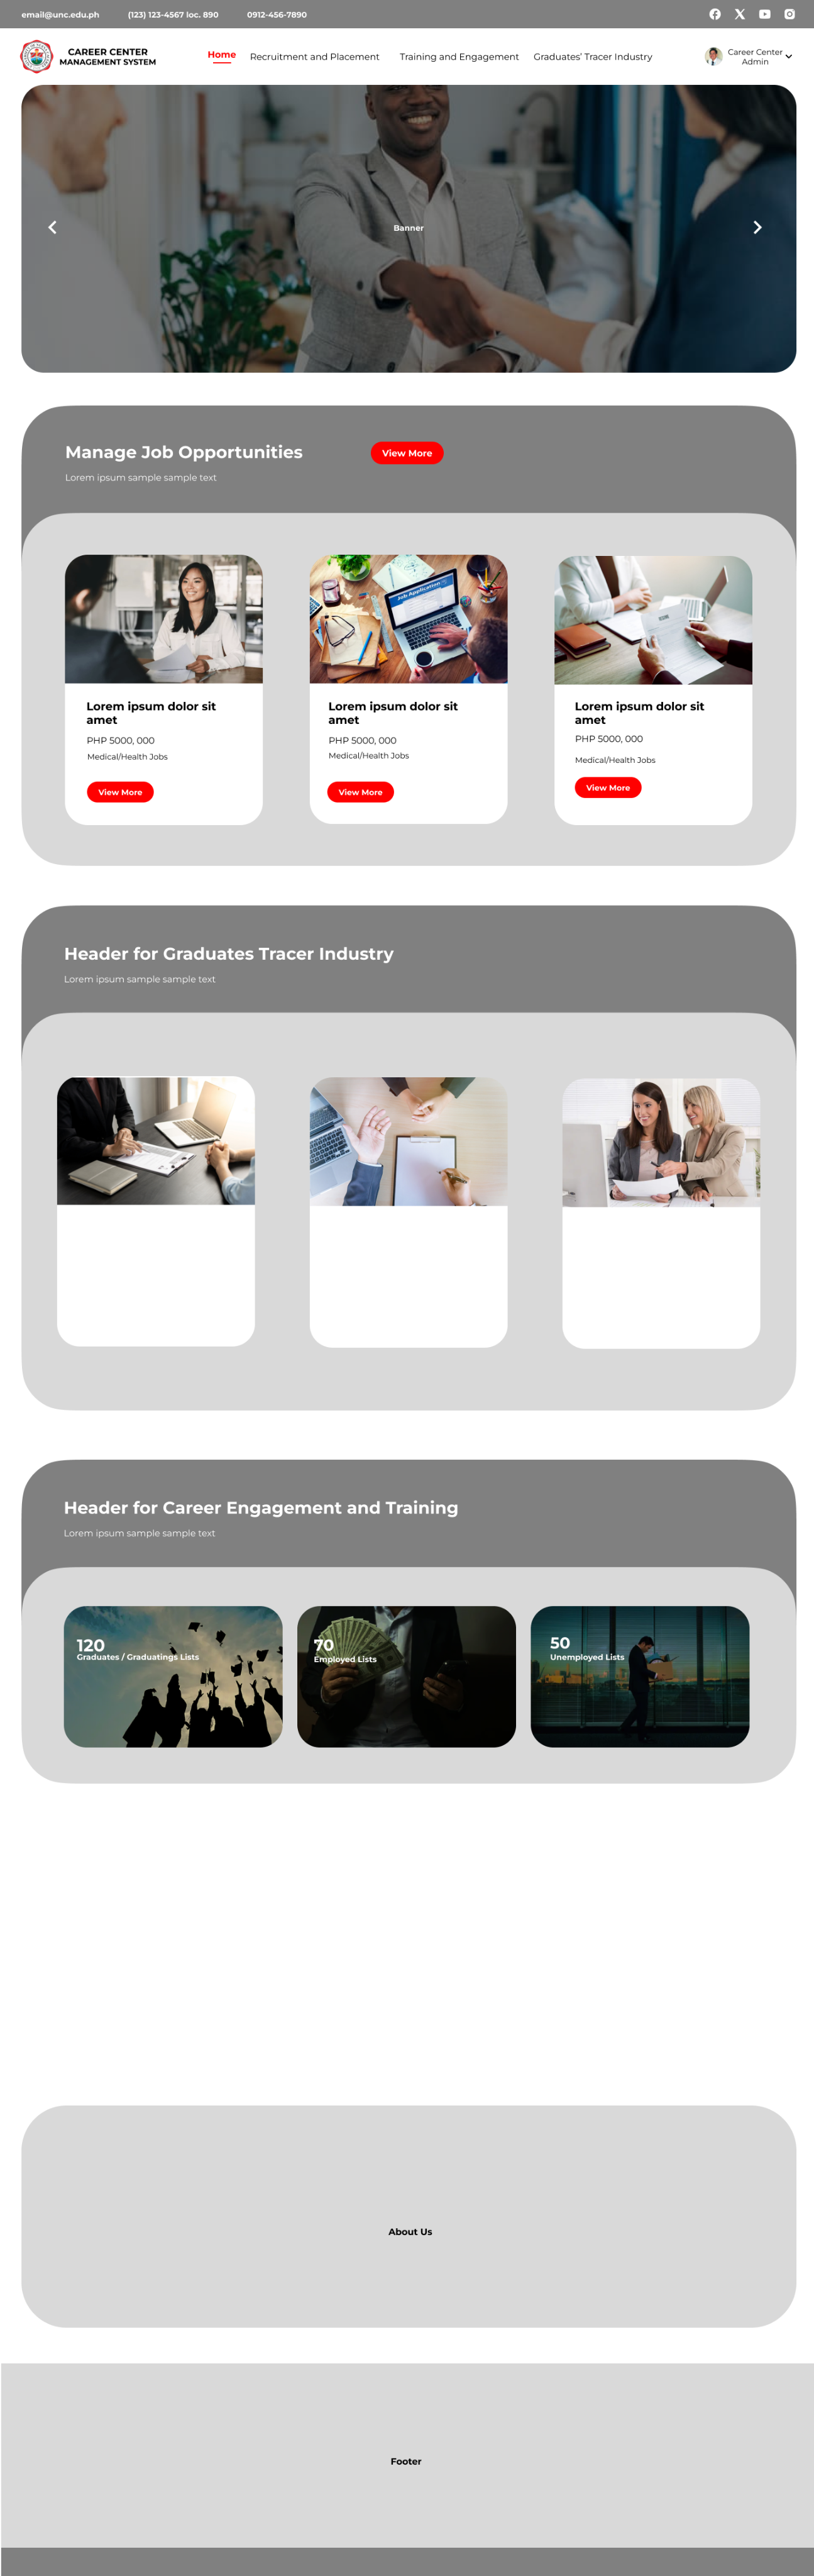 email@unc.edu.ph (123) 123-4567 loc. 890 0912-456-7890
CAREER CENTER
MANAGEMENT SYSTEM
Home Recruitment and Placement Training and Engagement Graduates’ Tracer Industry
Career Center
Admin
Banner
Manage Job Opportunities
View More
Lorem ipsum sample sample text
Job Application
Lorem ipsum dolor sit
amet
PHP 5000, 000
Medical/Health Jobs
View More
Lorem ipsum dolor sit
amet
PHP 5000, 000
Medical/Health Jobs
View More
Lorem ipsum dolor sit
amet
PHP 5000, 000
Medical/Health Jobs
View More
Header for Graduates Tracer Industry
Lorem ipsum sample sample text
Header for Career Engagement and Training
Lorem ipsum sample sample text
120
Graduates / Graduatings Lists
70
Employed Lists
50
Unemployed Lists
About Us
Footer